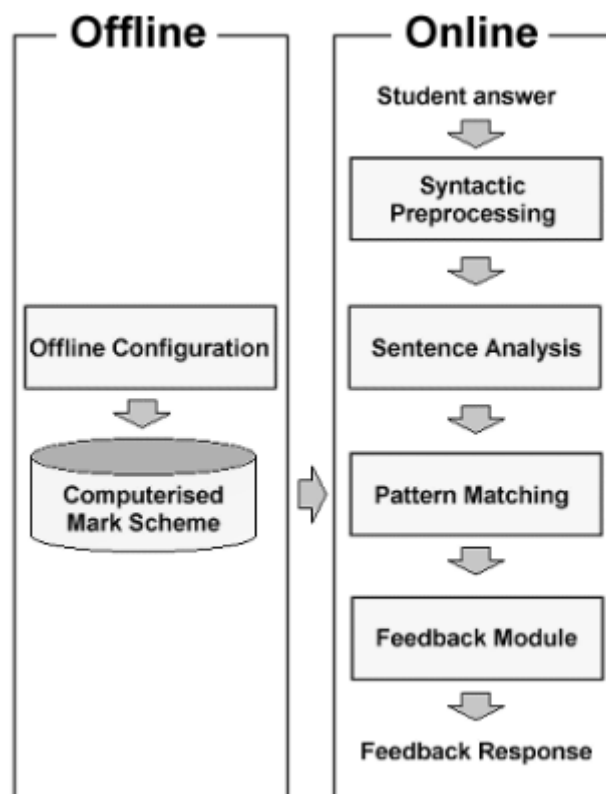 Offline
Offline Configuration
Computerised
Mark Scheme
Online
Student answer
Syntactic
Preprocessing
Sentence Analysis
Pattern Matching
Feedback Module
Feedback Response